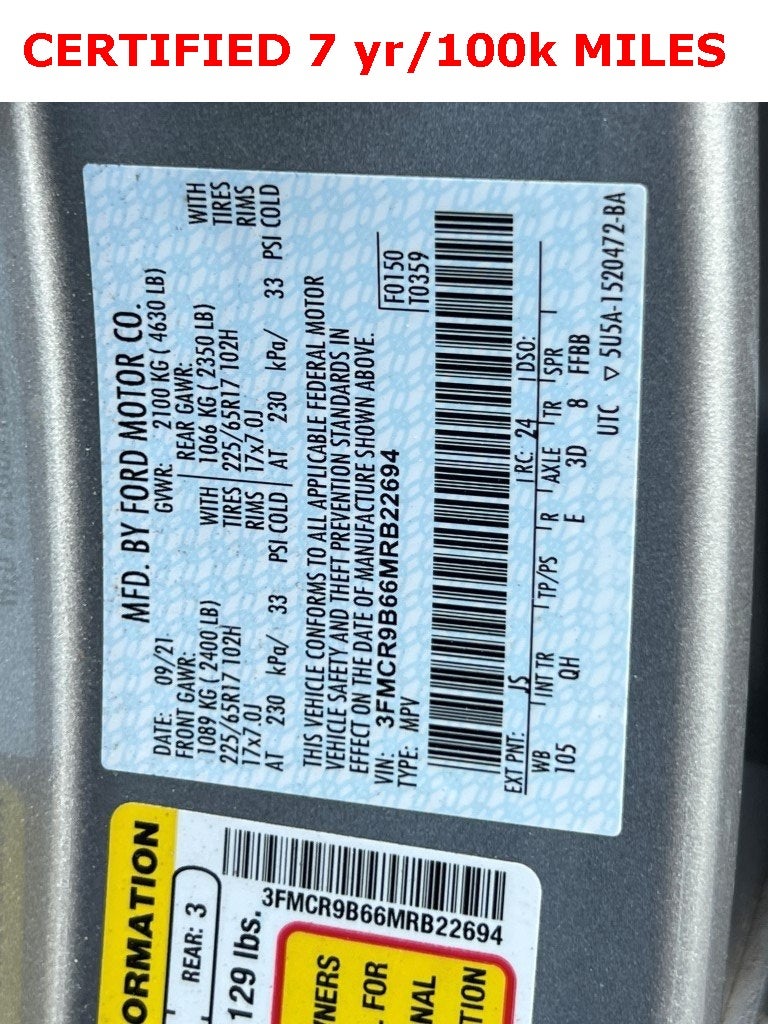 CERTIFIED 7 yr/100k MILES
MFD. BY FORD MOTOR CO.
DATE: 09/21 GVWR: 2100 KG ( 4630 LB)
FRONT GAWR: REAR GAWR:
1089 KG ( 2400 LB) WITH 1066 KG ( 2350 LB) WITH
225/65R17 102H TIRES 225/65R17 102H TIRES
17x7.0J RIMS 17x7.0J RIMS
AT 230 kPa/ 33 PSI COLD AT 230 kPa/ 33 PSI COLD
THIS VEHICLE CONFORMS TO ALL APPLICABLE FEDERAL MOTOR
VEHICLE SAFETY AND THEFT PREVENTION STANDARDS IN
EFFECT ON THE DATE OF MANUFACTURE SHOWN ABOVE.
VIN: 3FMCR9B66MRB22694 F0150
TYPE: MPV T0359
EXT PNT: JS RC: 24 DSO:
WB INT TR TP/PS R AXLE TR SPR
105 QH E 3D 8 FFBB
UTC ▽ 5U5A-1520472-BA
ORMATION
REAR: 3
129 lbs.
3FMCR9B66MRB22694
NERS
FOR
NAL
TION